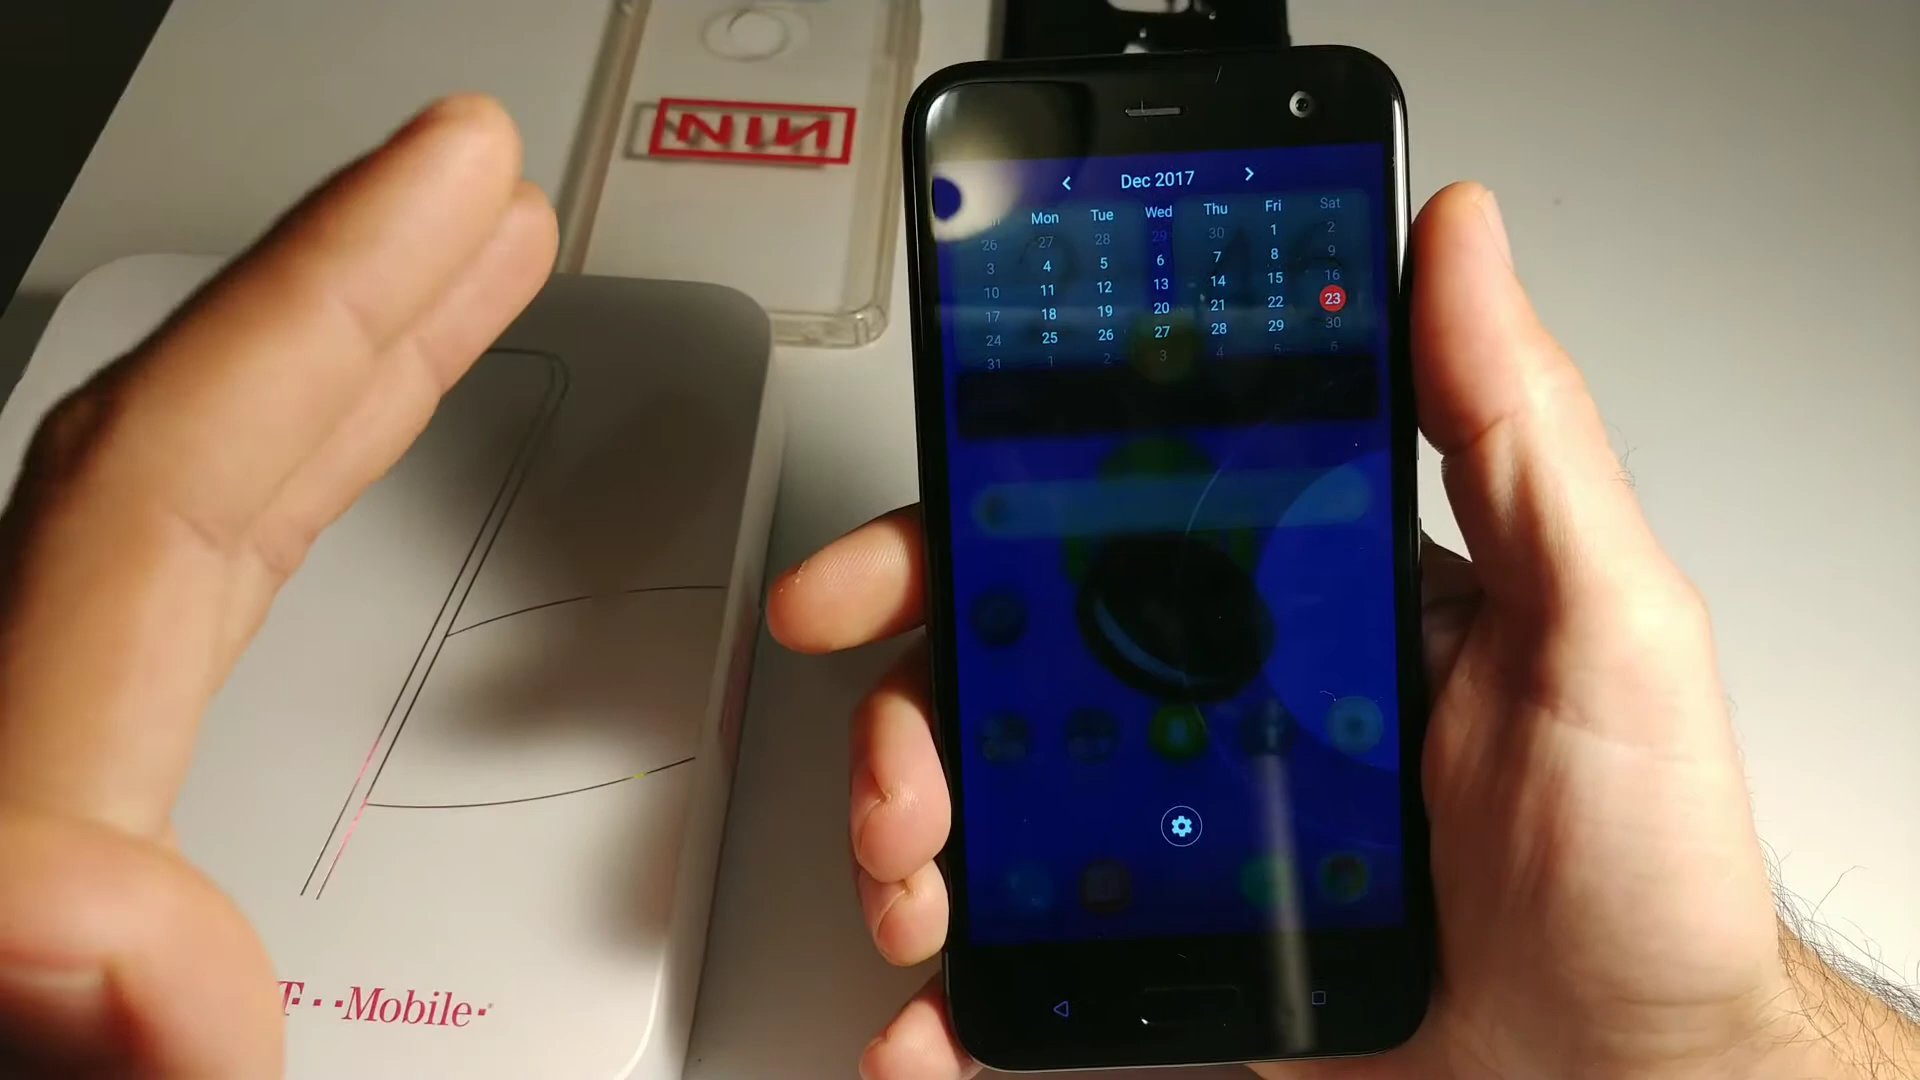 NIN
Dec 2017
Mon Tue Wed Thu Fri Sat
26 27 28 29 30 1 2
3 4 5 6 7 8 9
10 11 12 13 14 15 16
17 18 19 20 21 22 23
24 25 26 27 28 29 30
31 1 2 3 4 5 6
T··Mobile·